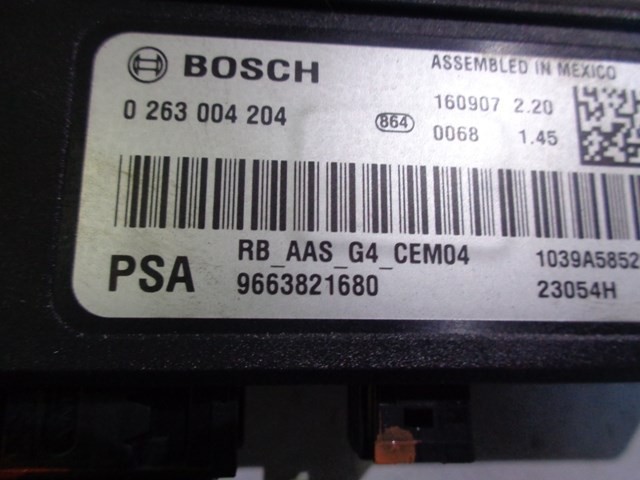 BOSCH
ASSEMBLED IN MEXICO
0 263 004 204
864
160907 2.20
0068 1.45
PSA
RB_AAS_G4_CEM04
9663821680
1039A5852
23054H